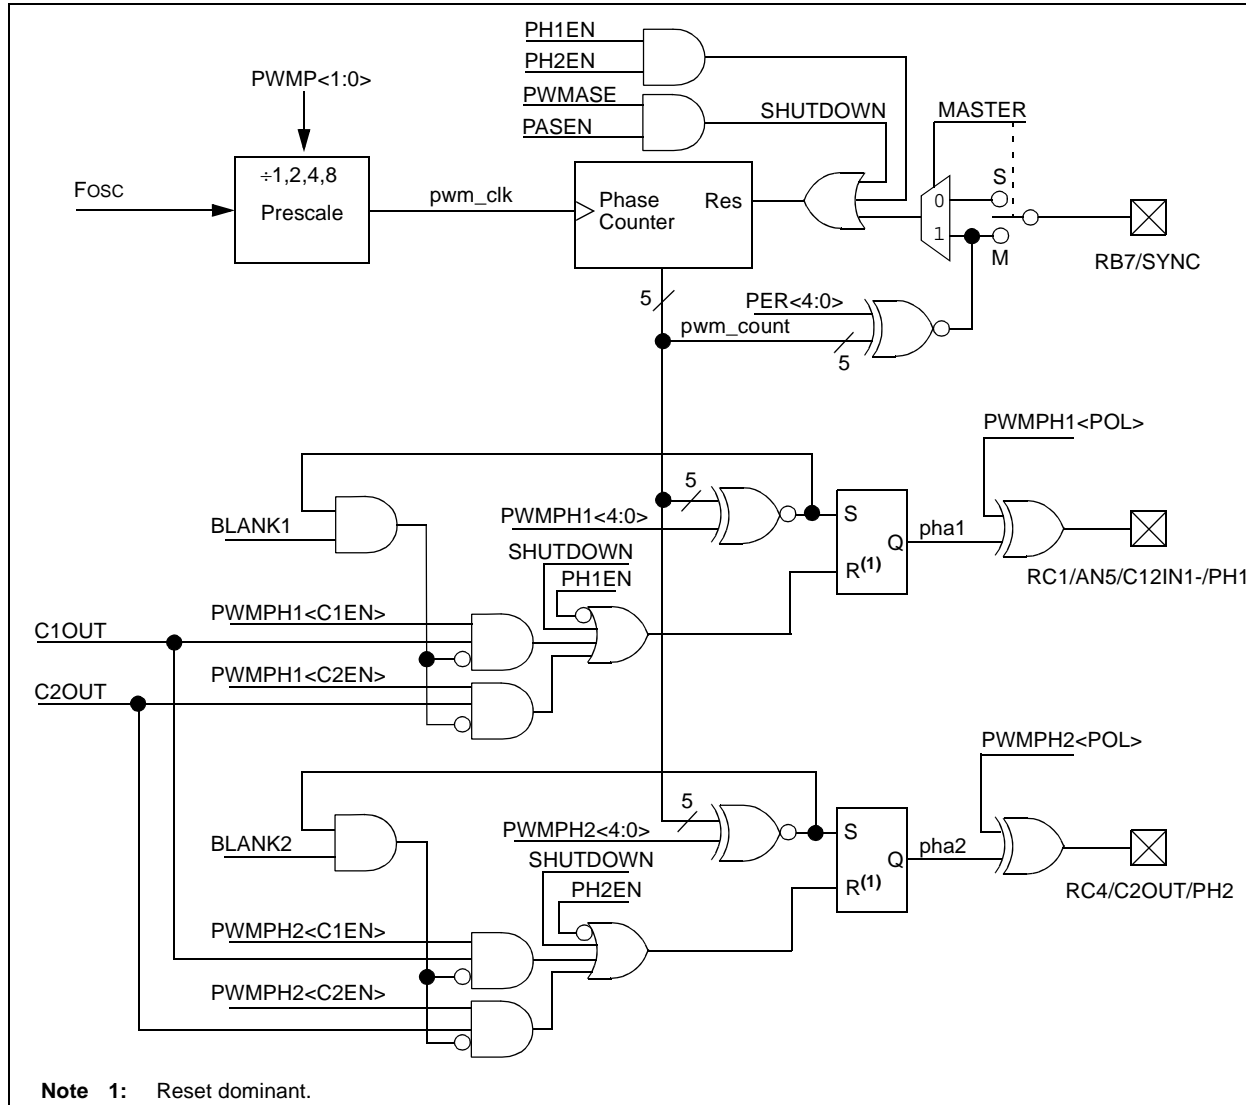 PH1EN
PH2EN
PWMP<1:0>
PWMASE
PASEN
SHUTDOWN
MASTER
÷1,2,4,8
Prescale
FOSC
pwm_clk
Phase
Counter
Res
0
1
S
M
RB7/SYNC
5
PER<4:0>
pwm_count
5
PWMPH1<POL>
5
BLANK1
PWMPH1<4:0>
S
Q
R(1)
pha1
RC1/AN5/C12IN1-/PH1
SHUTDOWN
PH1EN
PWMPH1<C1EN>
C1OUT
PWMPH1<C2EN>
C2OUT
PWMPH2<POL>
5
BLANK2
PWMPH2<4:0>
S
Q
R(1)
pha2
RC4/C2OUT/PH2
SHUTDOWN
PH2EN
PWMPH2<C1EN>
PWMPH2<C2EN>
Note 1: Reset dominant.